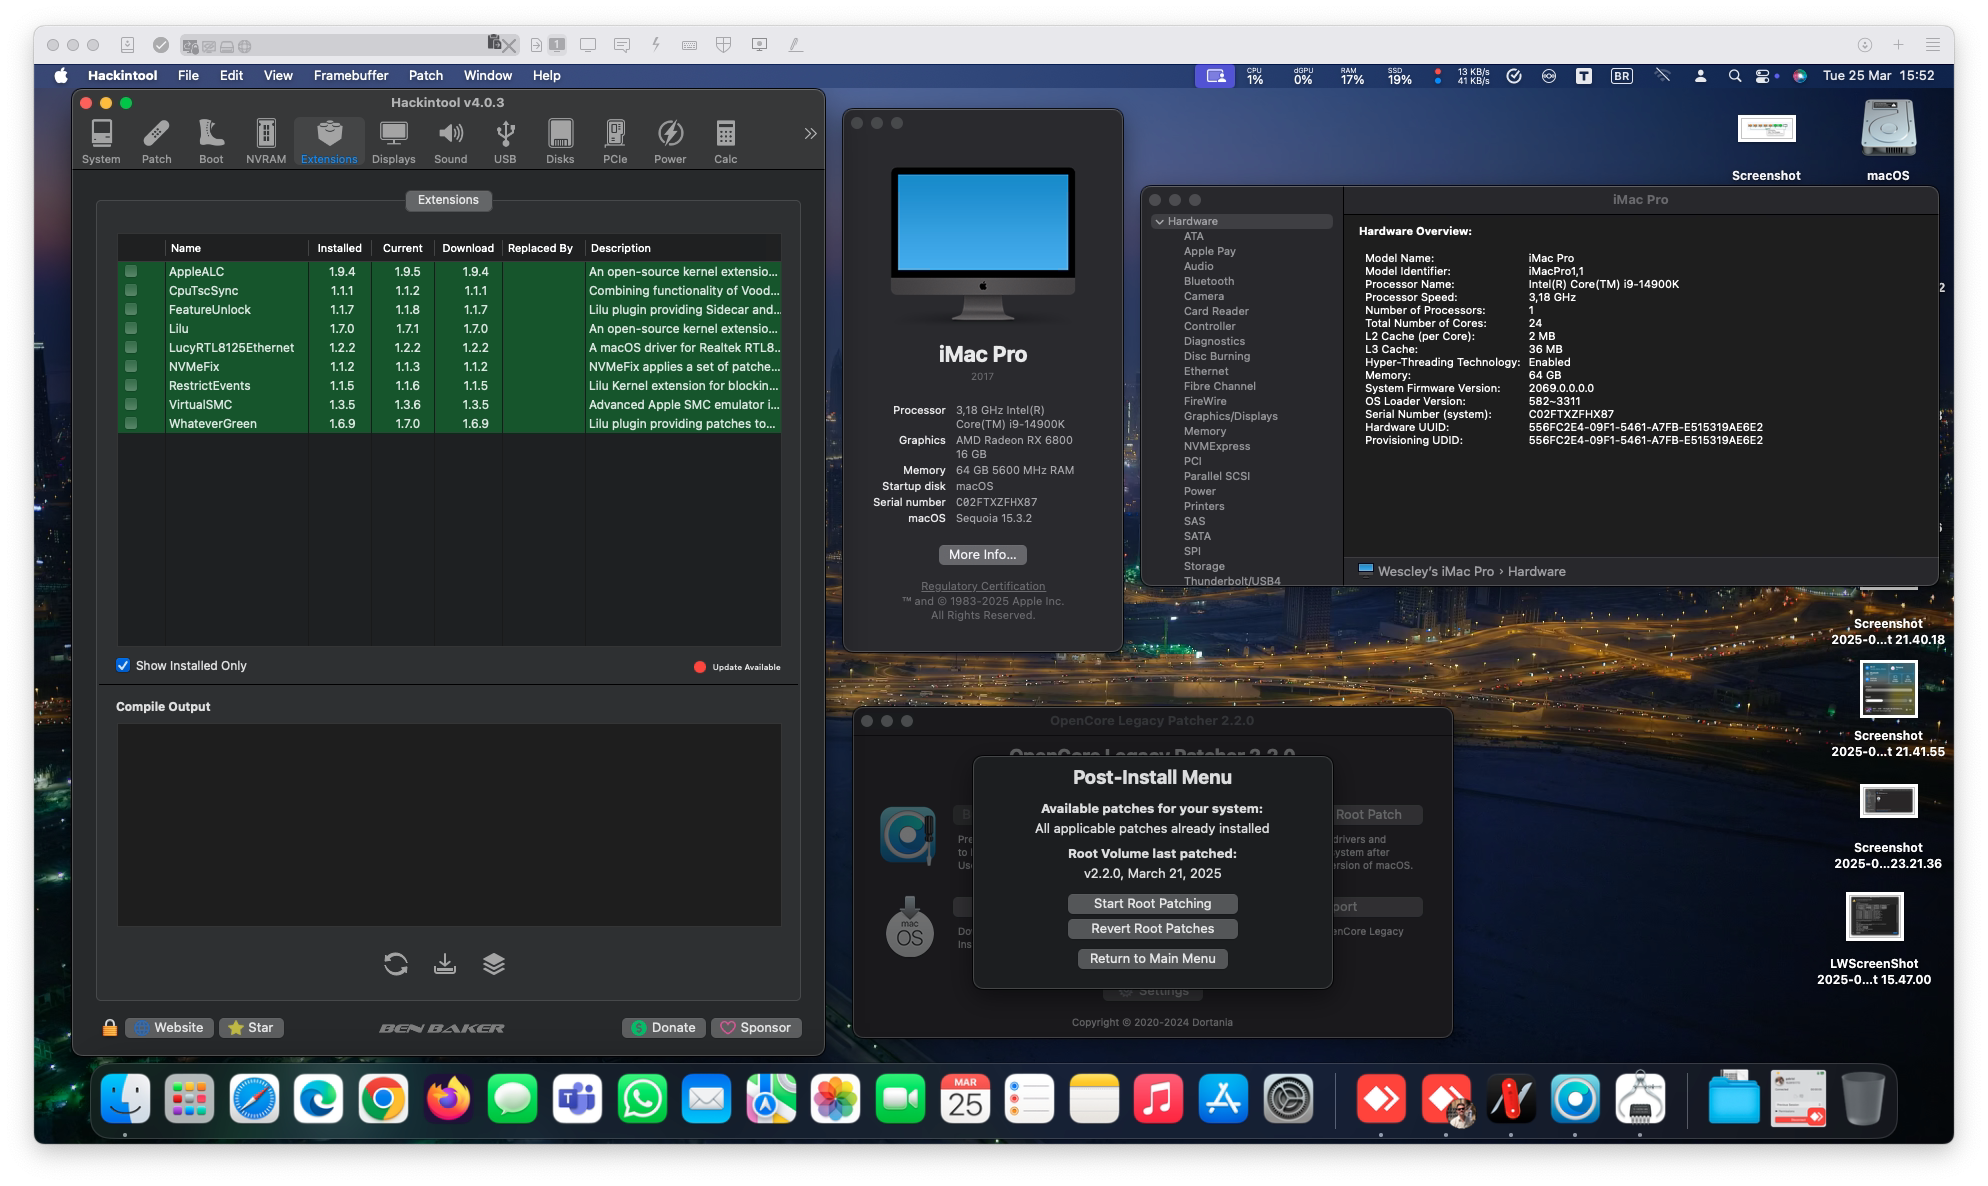 1
Hackintool File Edit View Framebuffer Patch Window Help
CPU 1%
dGPU 0%
RAM 17%
SSD 19%
13 KB/s
41 KB/s
T
BR
Tue 25 Mar 15:52
Hackintool v4.0.3
System Patch Boot NVRAM Extensions Displays Sound USB Disks PCIe Power Calc
Extensions
Name Installed Current Download Replaced By Description
AppleALC 1.9.4 1.9.5 1.9.4 An open-source kernel extensio...
CpuTscSync 1.1.1 1.1.2 1.1.1 Combining functionality of Vood...
FeatureUnlock 1.1.7 1.1.8 1.1.7 Lilu plugin providing Sidecar and...
Lilu 1.7.0 1.7.1 1.7.0 An open-source kernel extensio...
LucyRTL8125Ethernet 1.2.2 1.2.2 1.2.2 A macOS driver for Realtek RTL8...
NVMeFix 1.1.2 1.1.3 1.1.2 NVMeFix applies a set of patche...
RestrictEvents 1.1.5 1.1.6 1.1.5 Lilu Kernel extension for blockin...
VirtualSMC 1.3.5 1.3.6 1.3.5 Advanced Apple SMC emulator i...
WhateverGreen 1.6.9 1.7.0 1.6.9 Lilu plugin providing patches to...
Show Installed Only
Update Available
Compile Output
Website
Star
BEN BAKER
Donate
Sponsor
iMac Pro
2017
Processor 3,18 GHz Intel(R)
Core(TM) i9-14900K
Graphics AMD Radeon RX 6800
16 GB
Memory 64 GB 5600 MHz RAM
Startup disk macOS
Serial number C02FTXZFHX87
macOS Sequoia 15.3.2
More Info...
Regulatory Certification
™ and © 1983-2025 Apple Inc.
All Rights Reserved.
Screenshot
macOS
iMac Pro
Hardware
ATA
Apple Pay
Audio
Bluetooth
Camera
Card Reader
Controller
Diagnostics
Disc Burning
Ethernet
Fibre Channel
FireWire
Graphics/Displays
Memory
NVMExpress
PCI
Parallel SCSI
Power
Printers
SAS
SATA
SPI
Storage
Thunderbolt/USB4
Hardware Overview:
Model Name: iMac Pro
Model Identifier: iMacPro1,1
Processor Name: Intel(R) Core(TM) i9-14900K
Processor Speed: 3,18 GHz
Number of Processors: 1
Total Number of Cores: 24
L2 Cache (per Core): 2 MB
L3 Cache: 36 MB
Hyper-Threading Technology: Enabled
Memory: 64 GB
System Firmware Version: 2069.0.0.0.0
OS Loader Version: 582~3311
Serial Number (system): C02FTXZFHX87
Hardware UUID: 556FC2E4-09F1-5461-A7FB-E515319AE6E2
Provisioning UDID: 556FC2E4-09F1-5461-A7FB-E515319AE6E2
Wescley's iMac Pro › Hardware
Screenshot
2025-0...t 21.40.18
Screenshot
2025-0...t 21.41.55
Screenshot
2025-0...23.21.36
LWScreenShot
2025-0...t 15.47.00
OpenCore Legacy Patcher 2.2.0
OpenCore Legacy Patcher 2.2.0
Post-Install Menu
Available patches for your system:
All applicable patches already installed
Root Volume last patched:
v2.2.0, March 21, 2025
Start Root Patching
Revert Root Patches
Return to Main Menu
Root Patch
drivers and
ystem after
ersion of macOS.
port
enCore Legacy
mac
OS
Settings
Copyright © 2020-2024 Dortania
MAR
25